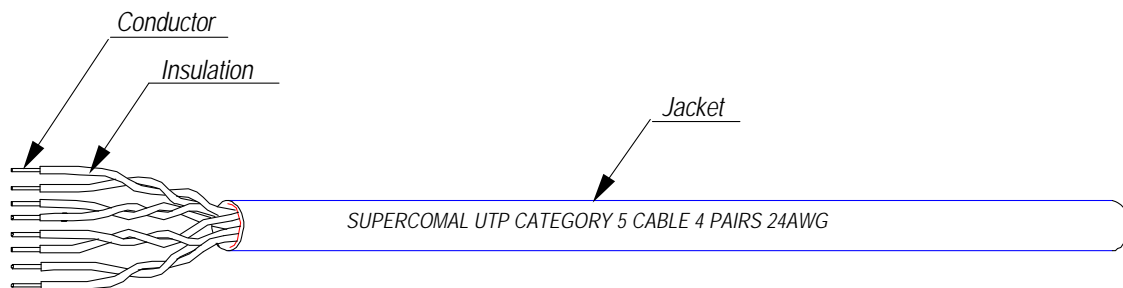 Conductor
Insulation
Jacket
SUPERCOMAL UTP CATEGORY 5 CABLE 4 PAIRS 24AWG